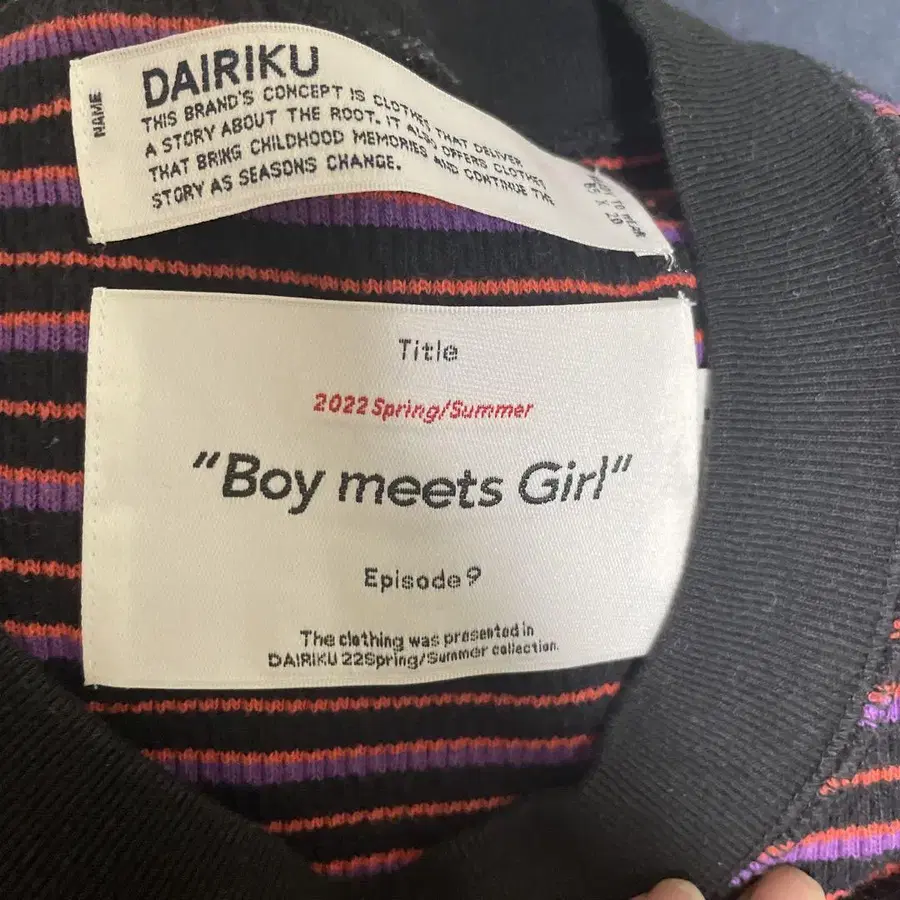 NAME
DAIRIKU
THIS BRAND'S CONCEPT IS CLOTHES THAT DELIVER
A STORY ABOUT THE ROOT. IT ALSO OFFERS CLOTHES
THAT BRING CHILDHOOD MEMORIES AND CONTINUE THE
STORY AS SEASONS CHANGE.
Title
2022 Spring/Summer
"Boy meets Girl"
Episode 9
The clothing was presented in
DAIRIKU 22Spring/Summer collection.